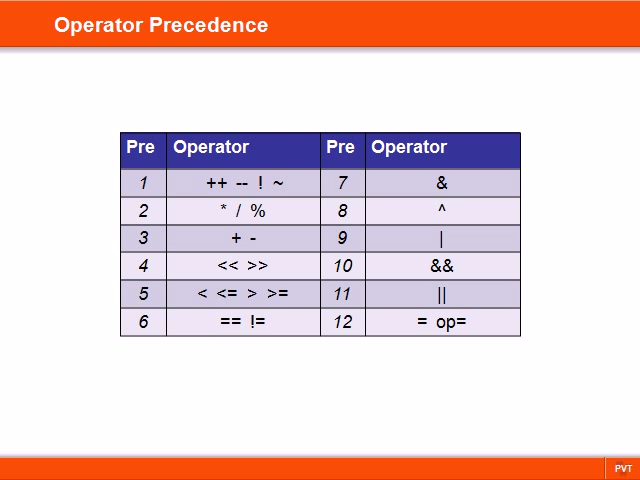 Operator Precedence
Pre Operator Pre Operator
1 ++ -- ! ~ 7 &
2 * / % 8 ^
3 + - 9 |
4 << >> 10 &&
5 < <= > >= 11 ||
6 == != 12 = op=
PVT